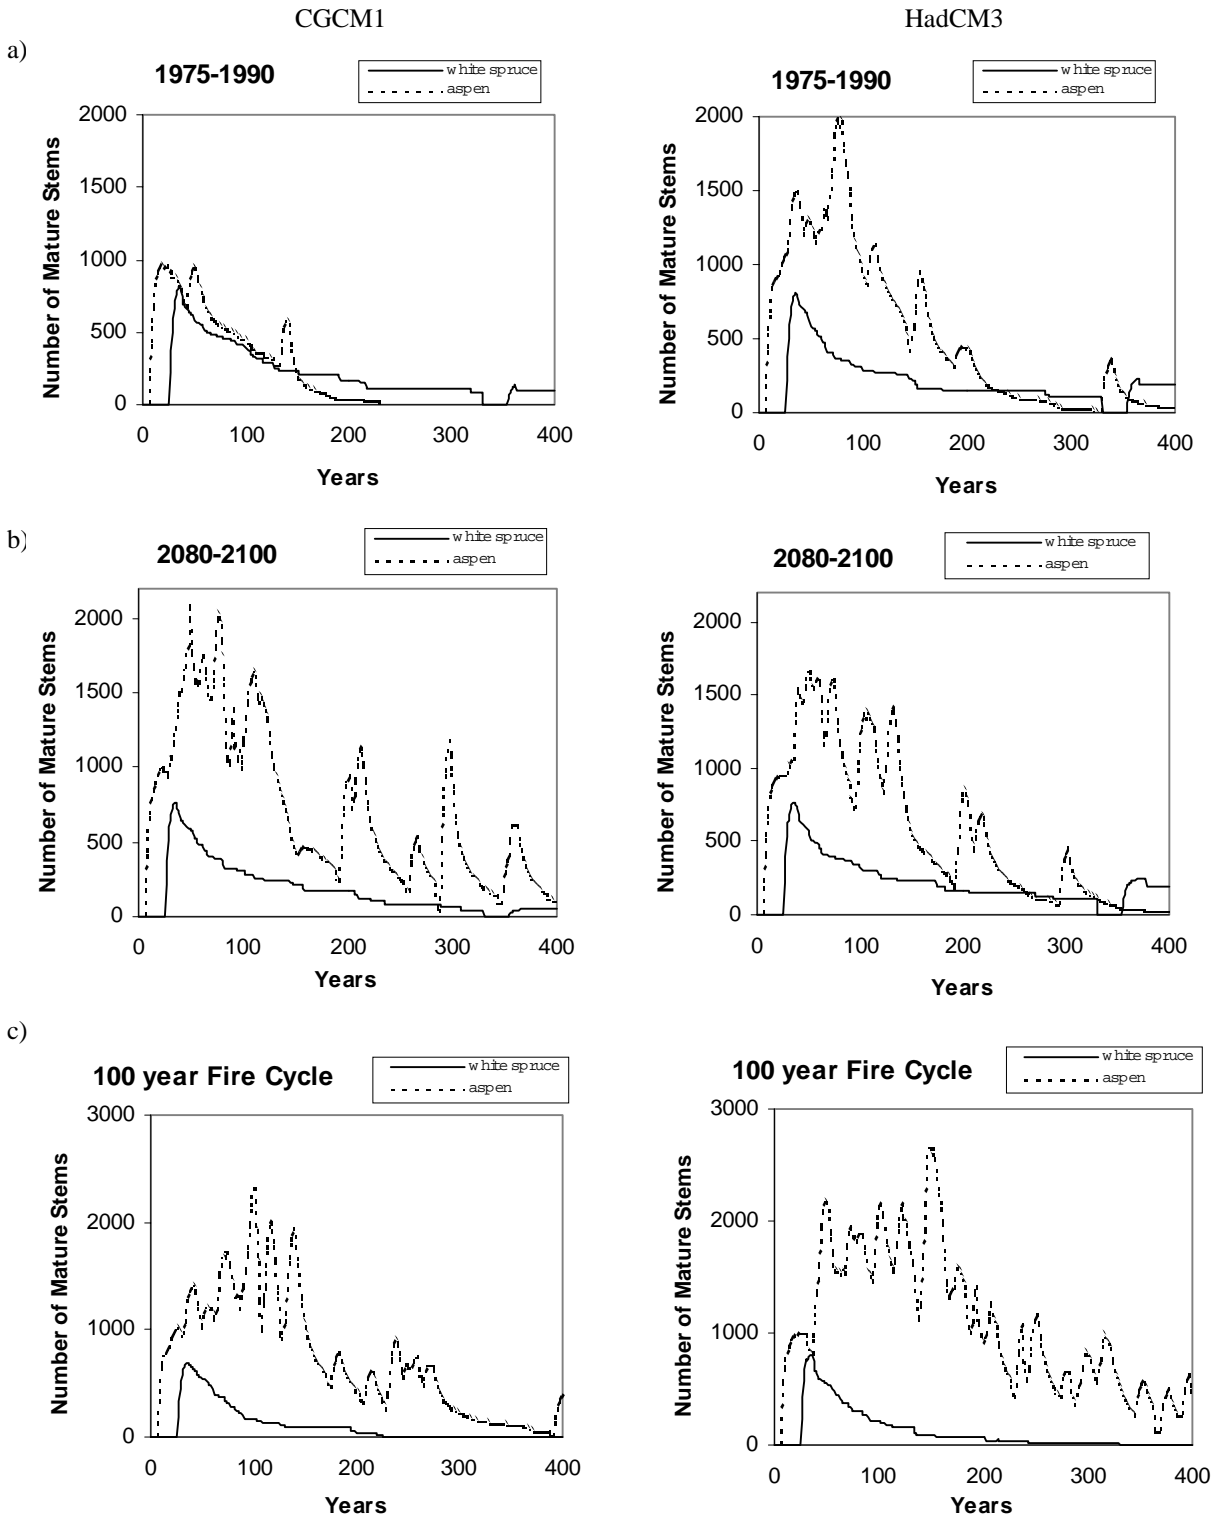 CGCM1
HadCM3
a)
1975-1990
white spruce
aspen
Number of Mature Stems
2000
1500
1000
500
0
0 100 200 300 400
Years
1975-1990
white spruce
aspen
Number of Mature Stems
2000
1500
1000
500
0
0 100 200 300 400
Years
b)
2080-2100
white spruce
aspen
Number of Mature Stems
2000
1500
1000
500
0
0 100 200 300 400
Years
2080-2100
white spruce
aspen
Number of Mature Stems
2000
1500
1000
500
0
0 100 200 300 400
Years
c)
100 year Fire Cycle
white spruce
aspen
Number of Mature Stems
3000
2000
1000
0
0 100 200 300 400
Years
100 year Fire Cycle
white spruce
aspen
Number of Mature Stems
3000
2000
1000
0
0 100 200 300 400
Years